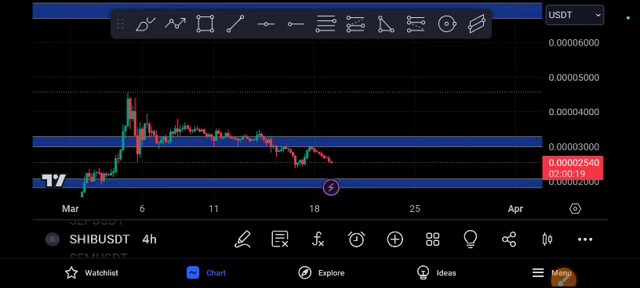 USDT
0.00006000
0.00005000
0.00004000
0.00003000
0.00002540
02:00:19
0.00002000
Mar 6 11 18 25 Apr
SHIBUSDT 4h
Watchlist Chart Explore Ideas Menu